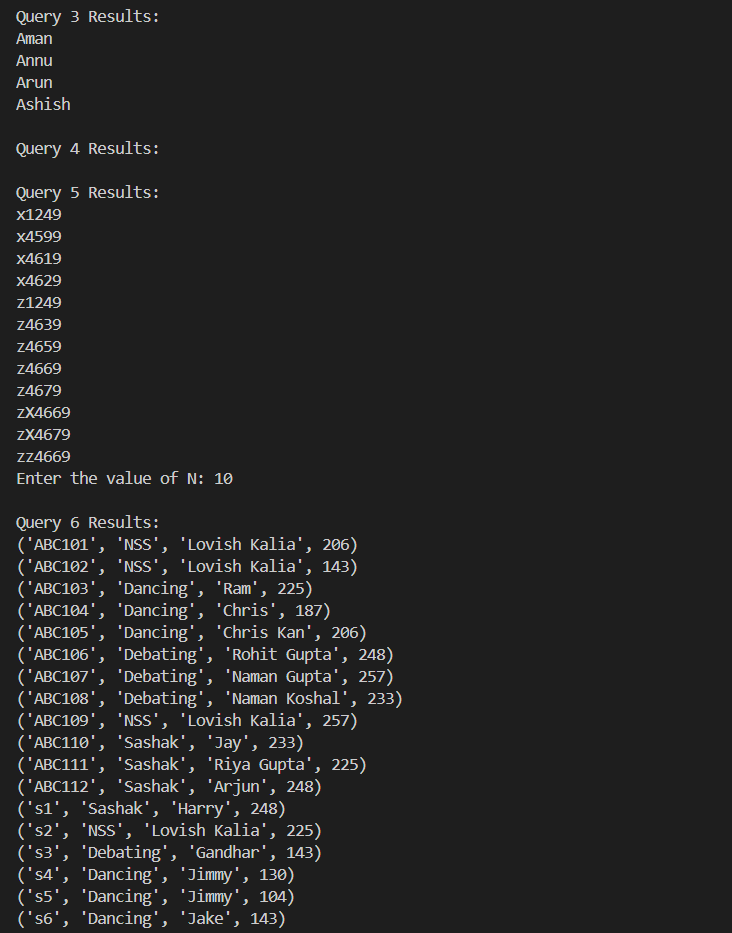 Query 3 Results:
Aman
Annu
Arun
Ashish
Query 4 Results:
Query 5 Results:
x1249
x4599
x4619
x4629
z1249
z4639
z4659
z4669
z4679
zX4669
zX4679
zz4669
Enter the value of N: 10
Query 6 Results:
('ABC101', 'NSS', 'Lovish Kalia', 206)
('ABC102', 'NSS', 'Lovish Kalia', 143)
('ABC103', 'Dancing', 'Ram', 225)
('ABC104', 'Dancing', 'Chris', 187)
('ABC105', 'Dancing', 'Chris Kan', 206)
('ABC106', 'Debating', 'Rohit Gupta', 248)
('ABC107', 'Debating', 'Naman Gupta', 257)
('ABC108', 'Debating', 'Naman Koshal', 233)
('ABC109', 'NSS', 'Lovish Kalia', 257)
('ABC110', 'Sashak', 'Jay', 233)
('ABC111', 'Sashak', 'Riya Gupta', 225)
('ABC112', 'Sashak', 'Arjun', 248)
('s1', 'Sashak', 'Harry', 248)
('s2', 'NSS', 'Lovish Kalia', 225)
('s3', 'Debating', 'Gandhar', 143)
('s4', 'Dancing', 'Jimmy', 130)
('s5', 'Dancing', 'Jimmy', 104)
('s6', 'Dancing', 'Jake', 143)